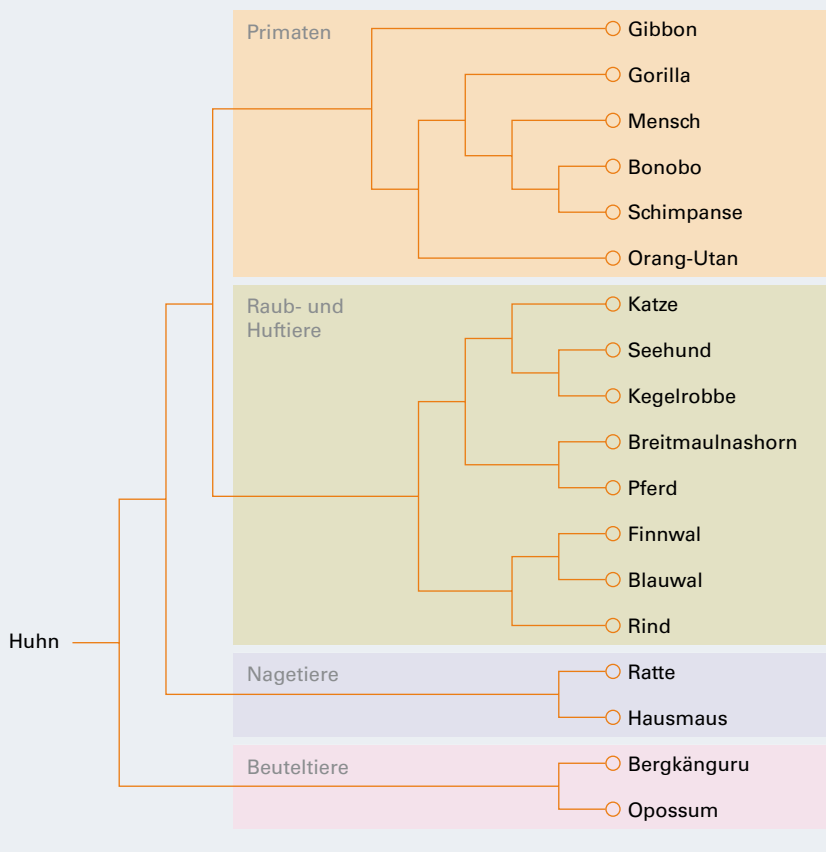 Primaten
Gibbon
Gorilla
Mensch
Bonobo
Schimpanse
Orang-Utan
Raub- und
Huftiere
Katze
Seehund
Kegelrobbe
Breitmaulnashorn
Pferd
Finnwal
Blauwal
Rind
Huhn
Nagetiere
Ratte
Hausmaus
Beuteltiere
Bergkänguru
Opossum